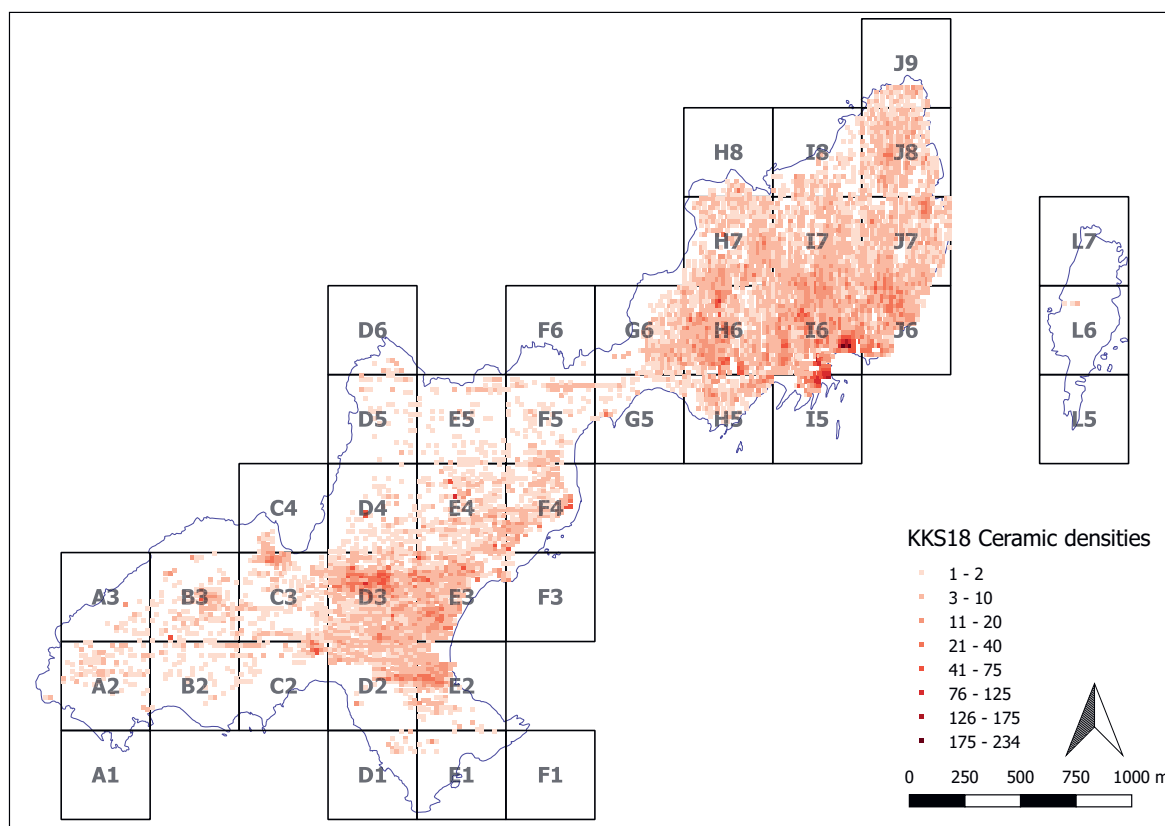 J9
H8 I8 J8
H7 I7 J7 L7
D6 F6 G6 H6 I6 J6 L6
D5 E5 F5 G5 H5 I5 L5
C4 D4 E4 F4
A3 B3 C3 D3 E3 F3
A2 B2 C2 D2 E2
A1 D1 E1 F1
KKS18 Ceramic densities
1 - 2
3 - 10
11 - 20
21 - 40
41 - 75
76 - 125
126 - 175
175 - 234
0 250 500 750 1000 m